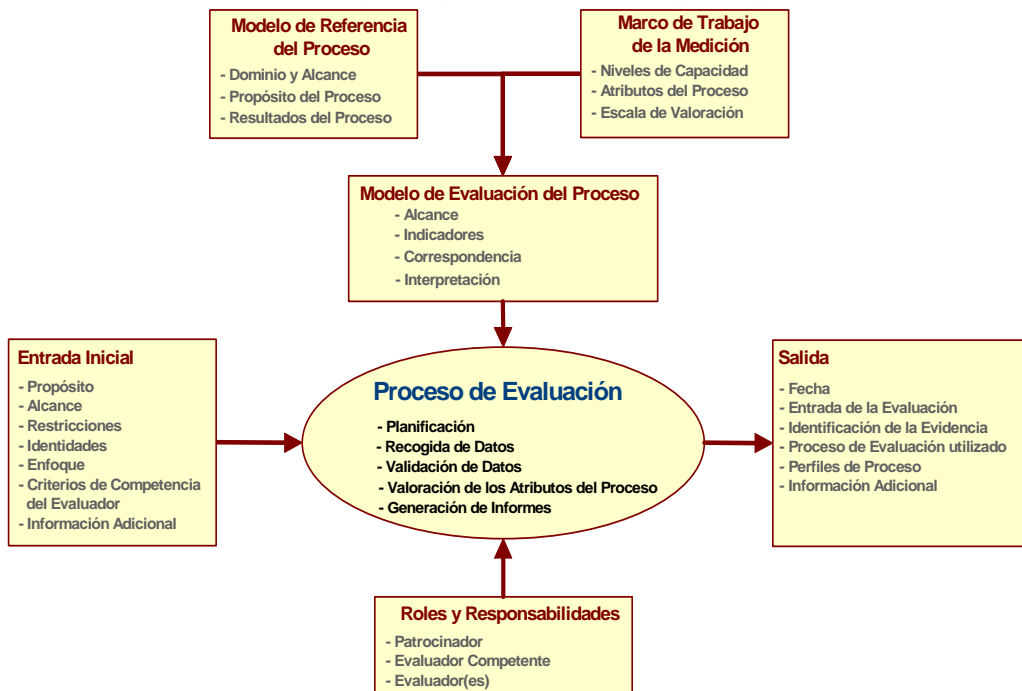 Modelo de Referencia
del Proceso
- Dominio y Alcance
- Propósito del Proceso
- Resultados del Proceso
Marco de Trabajo
de la Medición
- Niveles de Capacidad
- Atributos del Proceso
- Escala de Valoración
Modelo de Evaluación del Proceso
- Alcance
- Indicadores
- Correspondencia
- Interpretación
Entrada Inicial
- Propósito
- Alcance
- Restricciones
- Identidades
- Enfoque
- Criterios de Competencia
del Evaluador
- Información Adicional
Proceso de Evaluación
- Planificación
- Recogida de Datos
- Validación de Datos
- Valoración de los Atributos del Proceso
- Generación de Informes
Salida
- Fecha
- Entrada de la Evaluación
- Identificación de la Evidencia
- Proceso de Evaluación utilizado
- Perfiles de Proceso
- Información Adicional
Roles y Responsabilidades
- Patrocinador
- Evaluador Competente
- Evaluador(es)